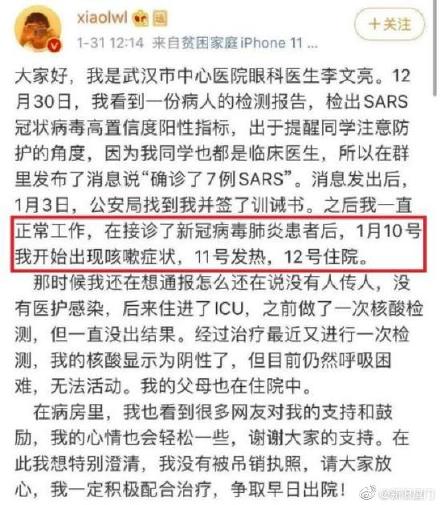 xiaolwl
+关注
1-31 12:14 来自贫困家庭iPhone 11 ...
大家好，我是武汉市中心医院眼科医生李文亮。12
月30日，我看到一份病人的检测报告，检出SARS
冠状病毒高置信度阳性指标，出于提醒同学注意防
护的角度，因为我同学也都是临床医生，所以在群
里发布了消息说“确诊了7例SARS”。消息发出后，
1月3日，公安局找到我并签了训诫书。之后我一直
正常工作，在接诊了新冠病毒肺炎患者后，1月10号
我开始出现咳嗽症状，11号发热，12号住院。
那时候我还在想通报怎么还在说没有人传人，没
有医护感染，后来住进了ICU，之前做了一次核酸检
测，但一直没出结果。经过治疗最近又进行一次检
测，我的核酸显示为阴性了，但目前仍然呼吸困
难，无法活动。我的父母也在住院中。
在病房里，我也看到很多网友对我的支持和鼓
励，我的心情也会轻松一些，谢谢大家的支持。在
此我想特别澄清，我没有被吊销执照，请大家放
心，我一定积极配合治疗，争取早日出院！
@新浪厦门